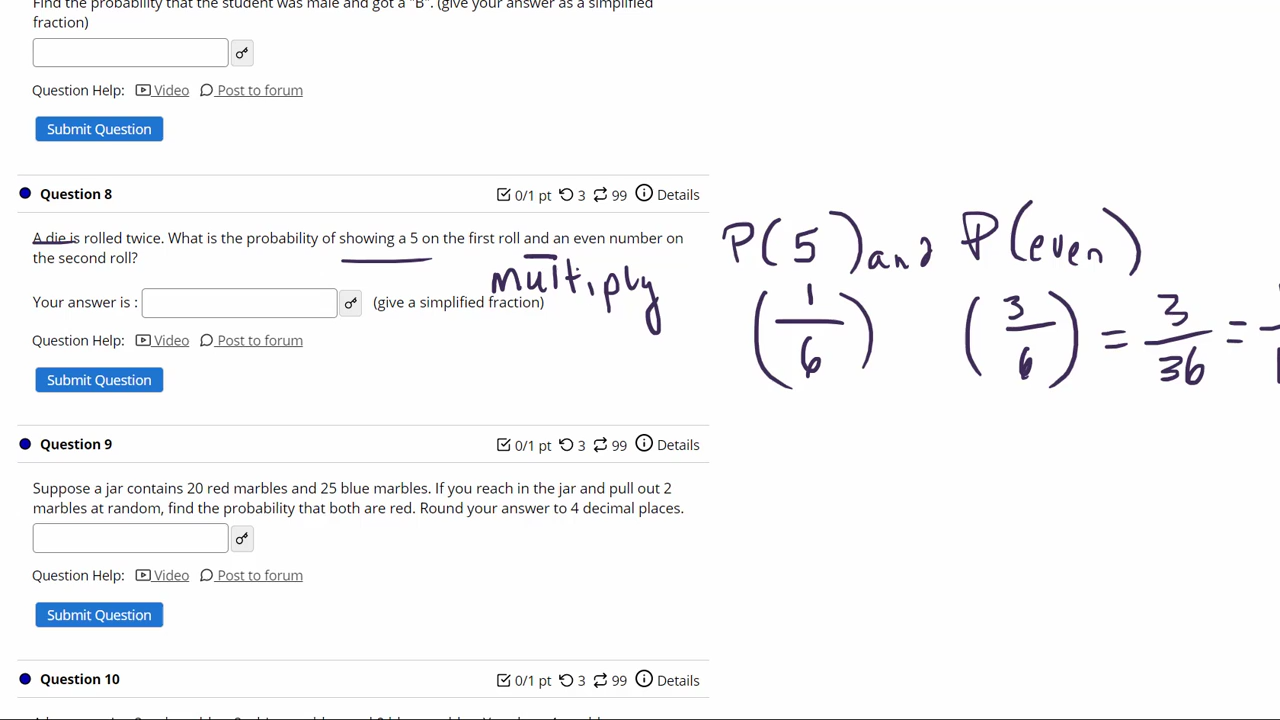 Find the probability that the student was male and got a "B". (give your answer as a simplified
fraction)
Question Help: Video Post to forum
Submit Question
Question 8
0/1 pt 3 99 Details
A die is rolled twice. What is the probability of showing a 5 on the first roll and an even number on
the second roll?
multiply
Your answer is : (give a simplified fraction)
Question Help: Video Post to forum
Submit Question
P(5) and P(even)
(1/6) (3/6) = 3/36 =
Question 9
0/1 pt 3 99 Details
Suppose a jar contains 20 red marbles and 25 blue marbles. If you reach in the jar and pull out 2
marbles at random, find the probability that both are red. Round your answer to 4 decimal places.
Question Help: Video Post to forum
Submit Question
Question 10
0/1 pt 3 99 Details